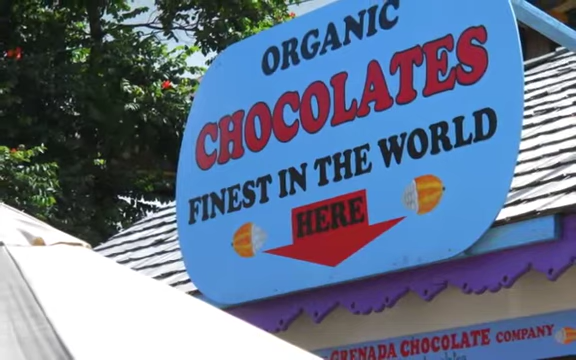 ORGANIC
CHOCOLATES
FINEST IN THE WORLD
HERE
GRENADA CHOCOLATE COMPANY